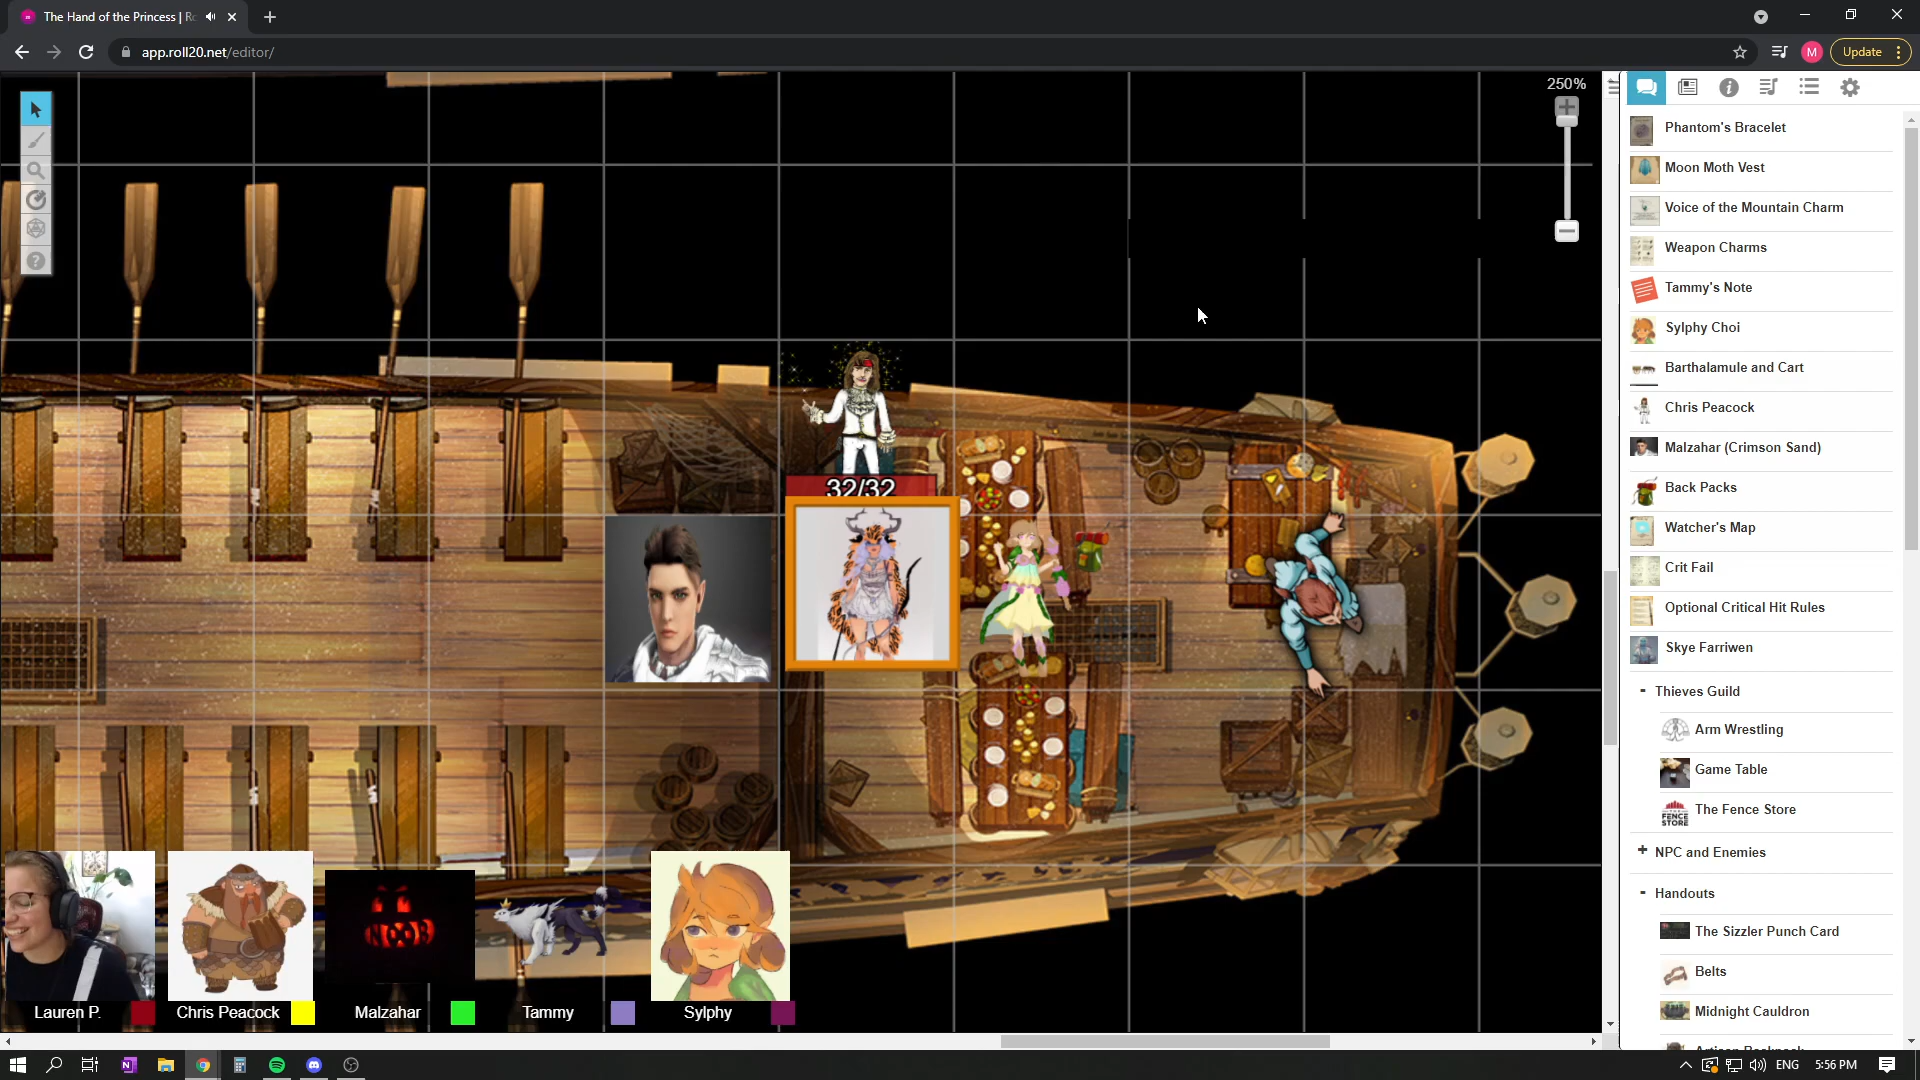 The Hand of the Princess | Ro
app.roll20.net/editor/
M
Update
250%
Phantom's Bracelet
Moon Moth Vest
Voice of the Mountain Charm
Weapon Charms
Tammy's Note
Sylphy Choi
Barthalamule and Cart
Chris Peacock
Malzahar (Crimson Sand)
Back Packs
Watcher's Map
Crit Fail
Optional Critical Hit Rules
Skye Farriwen
- Thieves Guild
Arm Wrestling
Game Table
FENCE
STORE
The Fence Store
+ NPC and Enemies
- Handouts
The Sizzler Punch Card
Belts
Midnight Cauldron
32/32
NOOB
Lauren P.
Chris Peacock
Malzahar
Tammy
Sylphy
ENG
5:56 PM